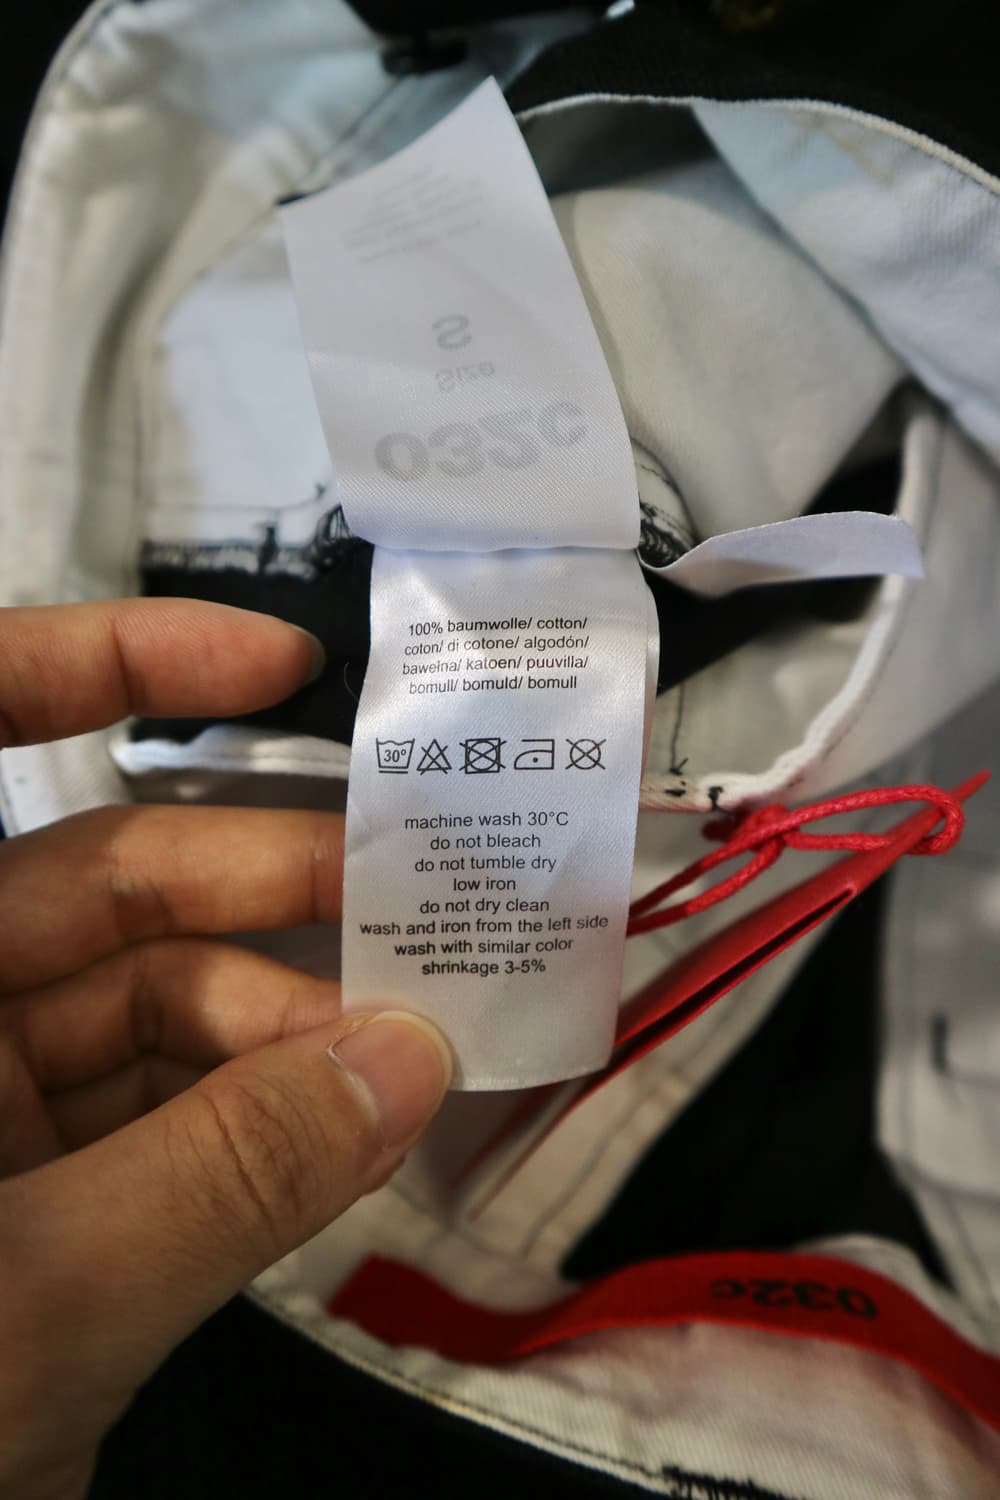 S
Size
032c
100% baumwolle/ cotton/
coton/ di cotone/ algodón/
bawełna/ katoen/ puuvilla/
bomull/ bomuld/ bomull
30°
machine wash 30°C
do not bleach
do not tumble dry
low iron
do not dry clean
wash and iron from the left side
wash with similar color
shrinkage 3-5%
032c